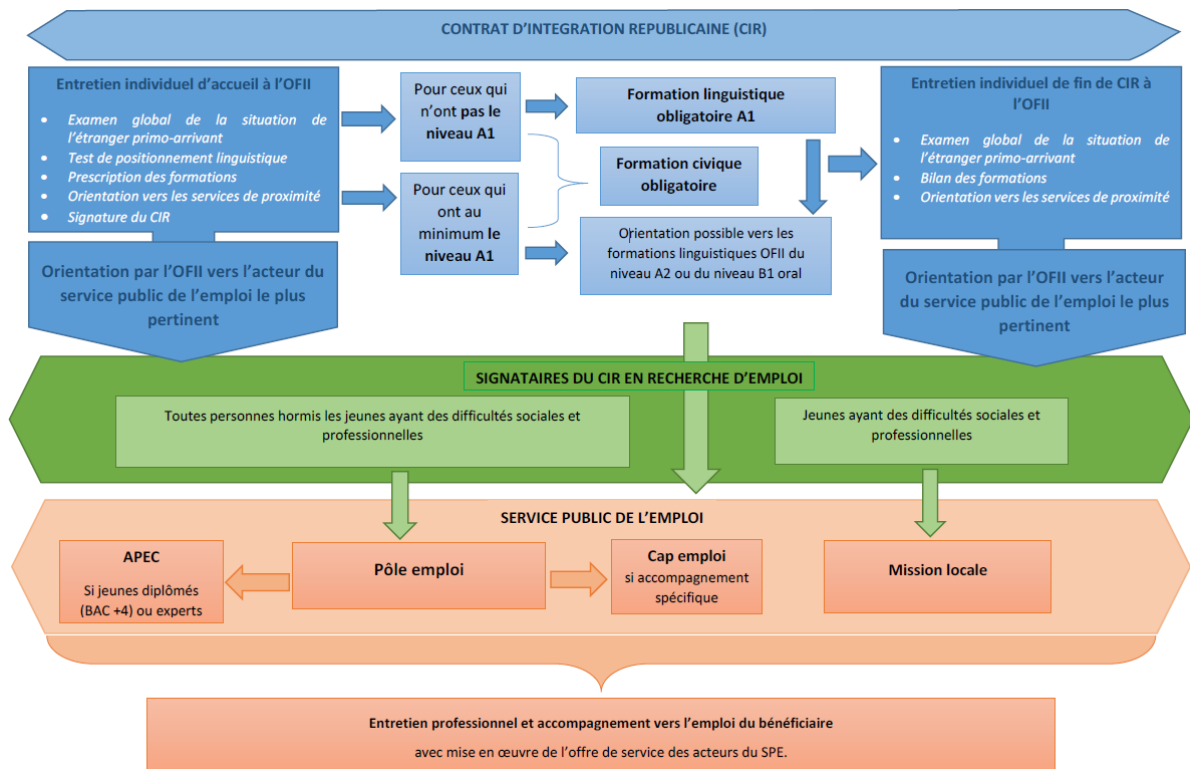 CONTRAT D'INTEGRATION REPUBLICAINE (CIR)
Entretien individuel d'accueil à l'OFII
• Examen global de la situation de
l'étranger primo-arrivant
• Test de positionnement linguistique
• Prescription des formations
• Orientation vers les services de proximité
• Signature du CIR
Orientation par l'OFII vers l'acteur du
service public de l'emploi le plus
pertinent
Pour ceux qui
n'ont pas le
niveau A1
Pour ceux qui
ont au
minimum le
niveau A1
Formation linguistique
obligatoire A1
Formation civique
obligatoire
Orientation possible vers les
formations linguistiques OFII du
niveau A2 ou du niveau B1 oral
Entretien individuel de fin de CIR à
l'OFII
• Examen global de la situation de
l'étranger primo-arrivant
• Bilan des formations
• Orientation vers les services de proximité
Orientation par l'OFII vers l'acteur
du service public de l'emploi le plus
pertinent
SIGNATAIRES DU CIR EN RECHERCHE D'EMPLOI
Toutes personnes hormis les jeunes ayant des difficultés sociales et
professionnelles
Jeunes ayant des difficultés sociales et
professionnelles
SERVICE PUBLIC DE L'EMPLOI
APEC
Si jeunes diplômés
(BAC +4) ou experts
Pôle emploi
Cap emploi
si accompagnement
spécifique
Mission locale
Entretien professionnel et accompagnement vers l'emploi du bénéficiaire
avec mise en œuvre de l'offre de service des acteurs du SPE.